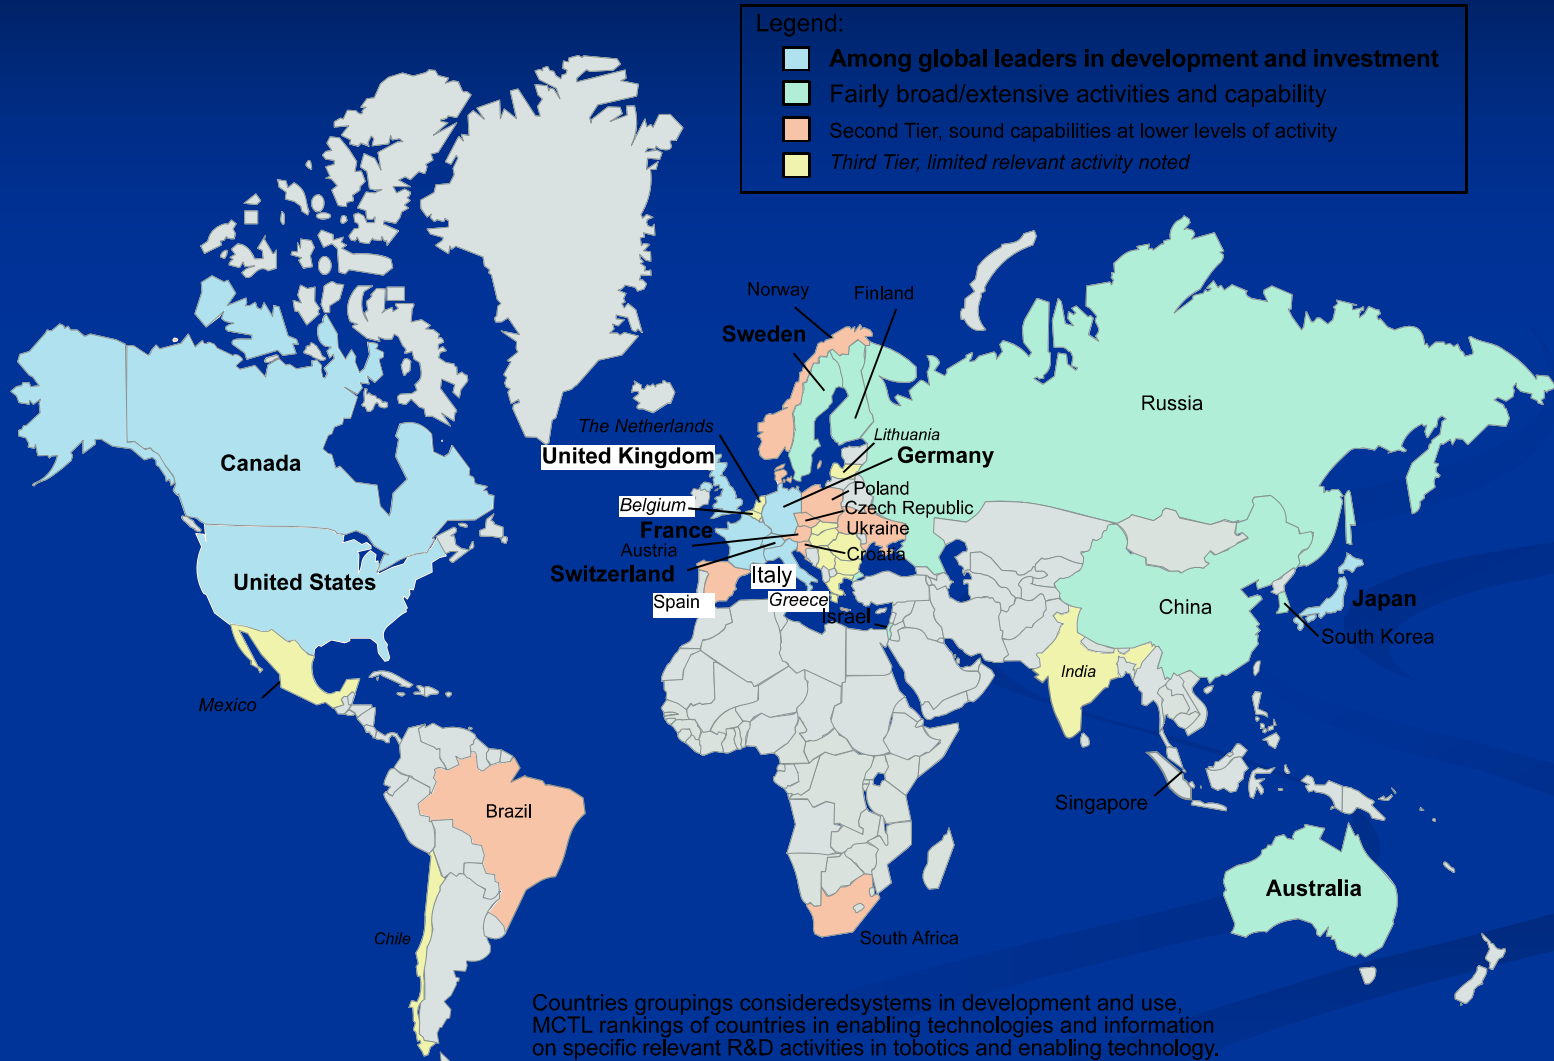 Legend:
Among global leaders in development and investment
Fairly broad/extensive activities and capability
Second Tier, sound capabilities at lower levels of activity
Third Tier, limited relevant activity noted
Norway
Finland
Sweden
Russia
The Netherlands
Lithuania
United Kingdom
Germany
Canada
Poland
Belgium
Czech Republic
France
Ukraine
Austria
Croatia
Switzerland
Italy
United States
Spain
Greece
Israel
China
Japan
South Korea
India
Mexico
Singapore
Brazil
Australia
Chile
South Africa
Countries groupings consideredsystems in development and use,
MCTL rankings of countries in enabling technologies and information
on specific relevant R&D activities in tobotics and enabling technology.